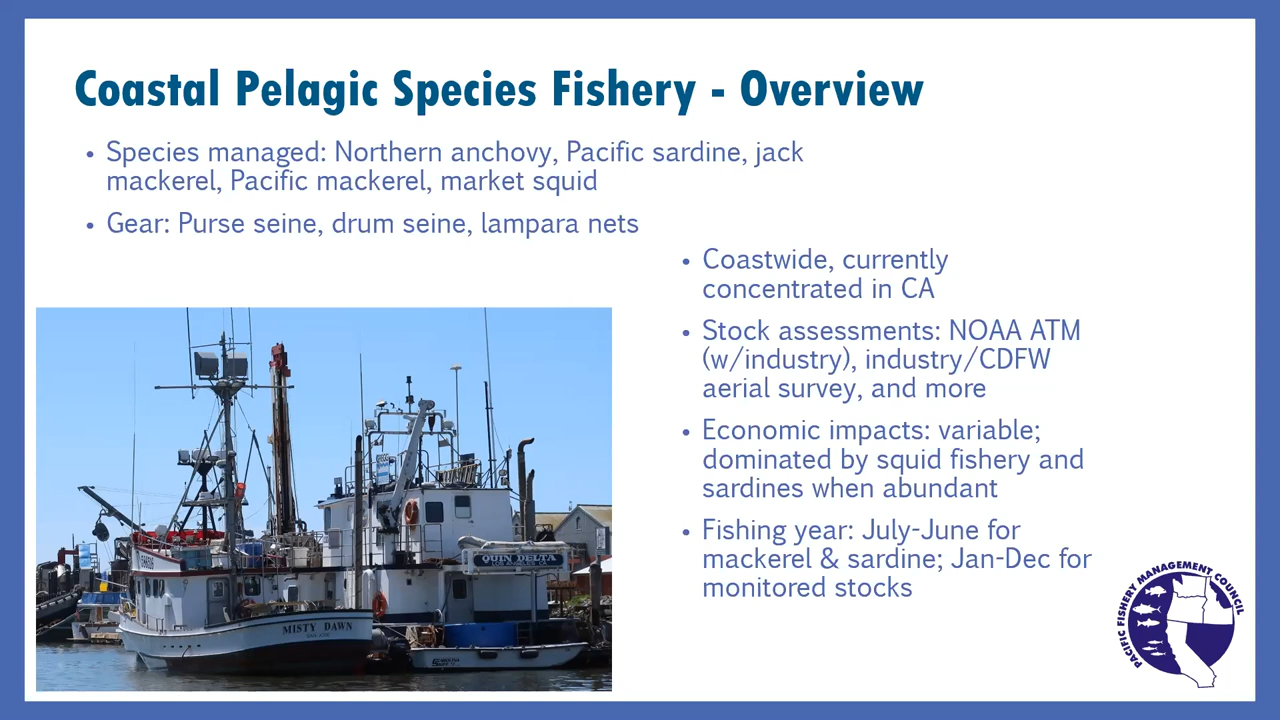 Coastal Pelagic Species Fishery - Overview
• Species managed: Northern anchovy, Pacific sardine, jack
mackerel, Pacific mackerel, market squid
• Gear: Purse seine, drum seine, lampara nets
• Coastwide, currently
concentrated in CA
• Stock assessments: NOAA ATM
(w/industry), industry/CDFW
aerial survey, and more
• Economic impacts: variable;
dominated by squid fishery and
sardines when abundant
• Fishing year: July-June for
mackerel & sardine; Jan-Dec for
monitored stocks
QUIN DELTA
LOS ANGELES CA
MISTY DAWN
PACIFIC FISHERY MANAGEMENT COUNCIL